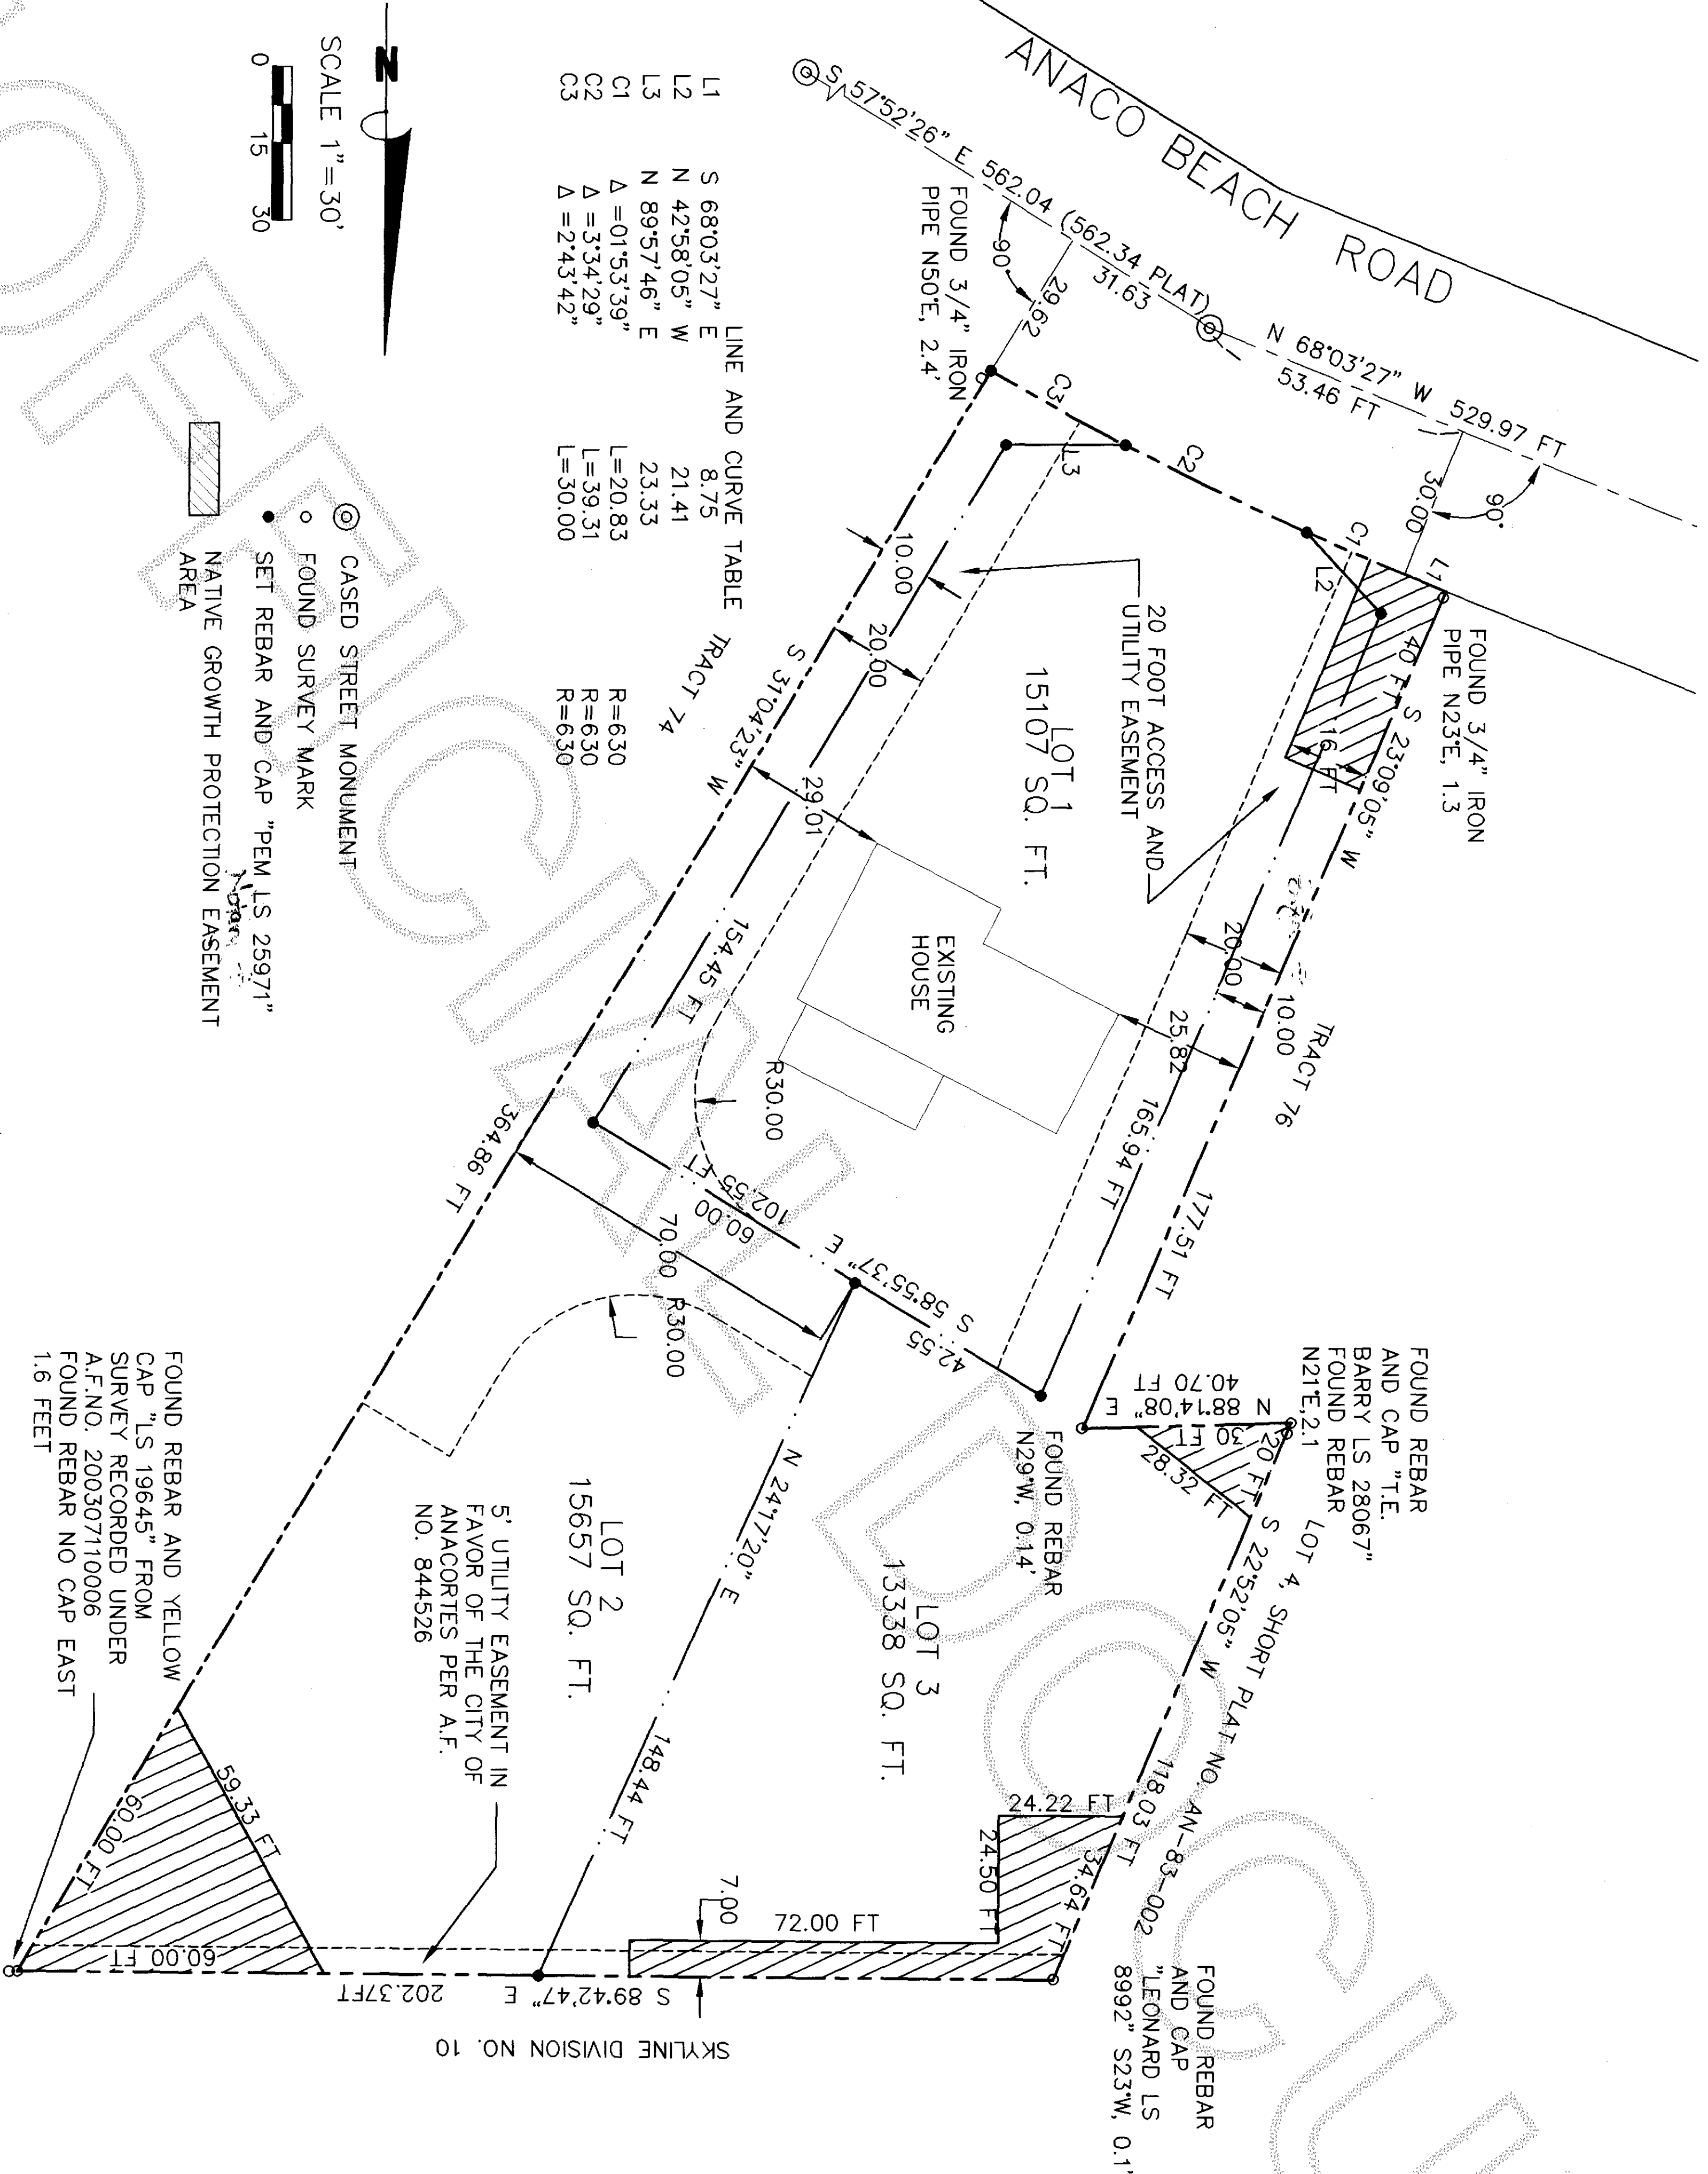 ANACO BEACH ROAD
S 57°52'26" E 562.04 (562.34 PLAT)
31.63
N 68°03'27" W 529.97 FT
53.46 FT
90°
29.62
30.00
90°
FOUND 3/4" IRON
PIPE N50°E, 2.4'
C3
C2
C1
L1
L2
L3
FOUND 3/4" IRON
PIPE N23°E, 1.3
40 FT
S 23°09'05" W
16 FT
177.51 FT
TRACT 76
20 FOOT ACCESS AND
UTILITY EASEMENT
LOT 1
15107 SQ. FT.
10.00
20.00
29.01
S 31°04'23" W
364.86 FT
TRACT 74
154.45 FT
EXISTING
HOUSE
20.00
10.00
25.82
165.94 FT
R30.00
102.55 FT
60.00
S 58°55'37" E
42.55
70.00
R30.00
FOUND REBAR
AND CAP "T.E.
BARRY LS 28067"
FOUND REBAR
N21°E,2.1
N 88°14'08" E
40.70 FT
30 FT
20 FT
28.32 FT
FOUND REBAR
N29°W, 0.14'
S 22°52'05" W
118.03 FT
LOT 4, SHORT PLAT NO. AN-83-002
N 24°17'20" E
148.44 FT
LOT 3
13338 SQ. FT.
LOT 2
15657 SQ. FT.
5' UTILITY EASEMENT IN
FAVOR OF THE CITY OF
ANACORTES PER A.F.
NO. 844526
24.22 FT
24.50 FT
34.64 FT
72.00 FT
7.00
FOUND REBAR
AND CAP
"LEONARD LS
8992" S23°W, 0.1'
S 89°42'47" E
202.37FT
SKYLINE DIVISION NO. 10
59.33 FT
60.00 FT
60.00 FT
FOUND REBAR AND YELLOW
CAP "LS 19645" FROM
SURVEY RECORDED UNDER
A.F.NO. 200307110006
FOUND REBAR NO CAP EAST
1.6 FEET
LINE AND CURVE TABLE
L1 S 68°03'27" E 8.75
L2 N 42°58'05" W 21.41
L3 N 89°57'46" E 23.33
C1 Δ =01°53'39" L=20.83 R=630
C2 Δ =3°34'29" L=39.31 R=630
C3 Δ =2°43'42" L=30.00
N
SCALE 1"=30'
0 15 30
CASED STREET MONUMENT
FOUND SURVEY MARK
SET REBAR AND CAP "PEM LS 25971"
NATIVE GROWTH PROTECTION EASEMENT
AREA
OFFICIAL DOCU